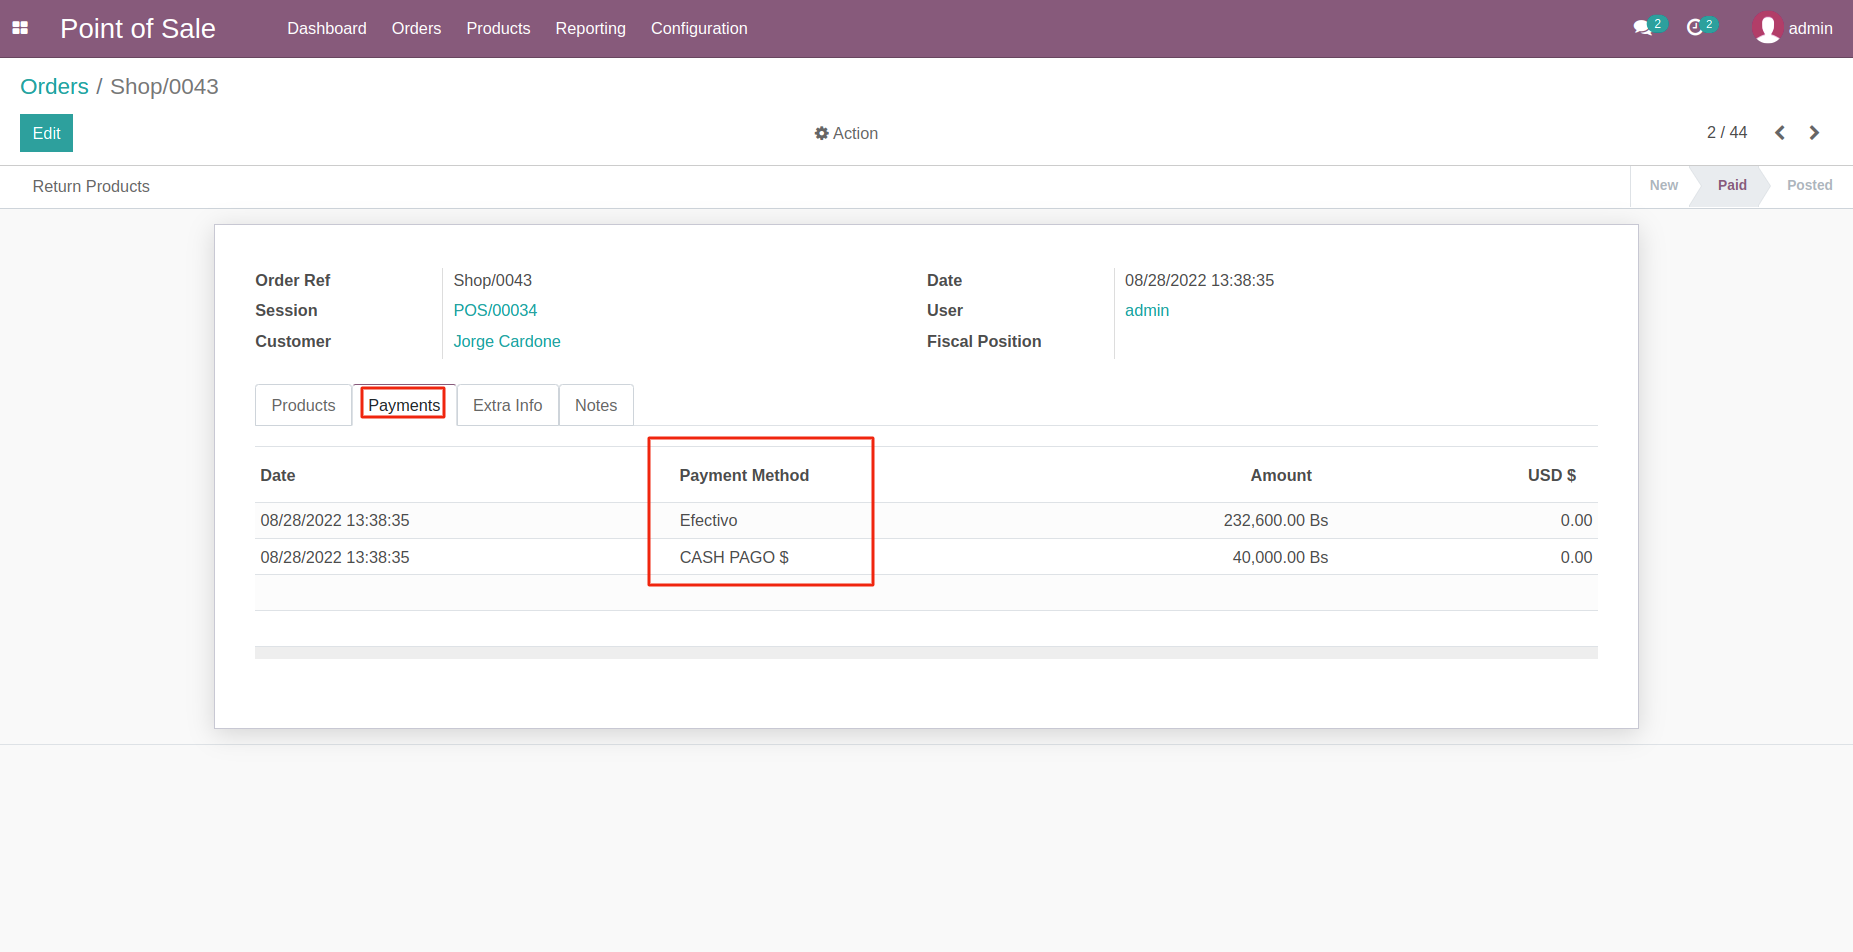 Point of Sale Dashboard Orders Products Reporting Configuration 2 2 admin
Orders / Shop/0043
Edit Action 2 / 44
Return Products New Paid Posted
Order Ref Shop/0043 Date 08/28/2022 13:38:35
Session POS/00034 User admin
Customer Jorge Cardone Fiscal Position
Products Payments Extra Info Notes
Date Payment Method Amount USD $
08/28/2022 13:38:35 Efectivo 232,600.00 Bs 0.00
08/28/2022 13:38:35 CASH PAGO $ 40,000.00 Bs 0.00